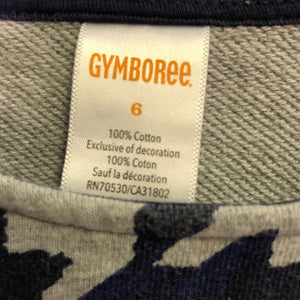 GYMBOREE
6
100% Cotton
Exclusive of decoration
100% Coton
Sauf la décoration
RN70530/CA31802